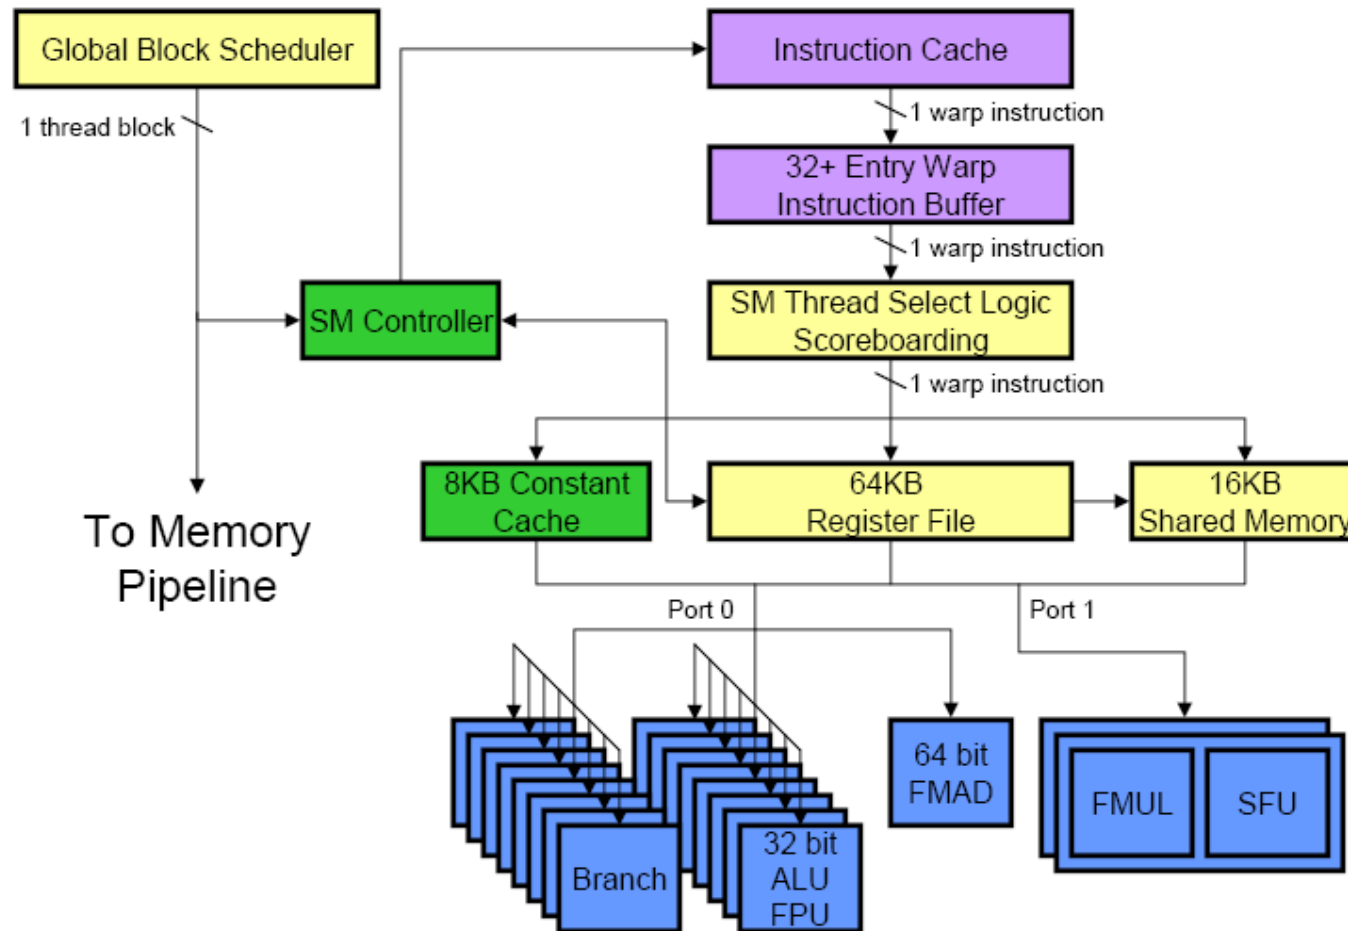 Global Block Scheduler
Instruction Cache
1 thread block
1 warp instruction
32+ Entry Warp
Instruction Buffer
1 warp instruction
SM Controller
SM Thread Select Logic
Scoreboarding
1 warp instruction
8KB Constant
Cache
64KB
Register File
16KB
Shared Memory
To Memory
Pipeline
Port 0
Port 1
Branch
32 bit
ALU
FPU
64 bit
FMAD
FMUL
SFU